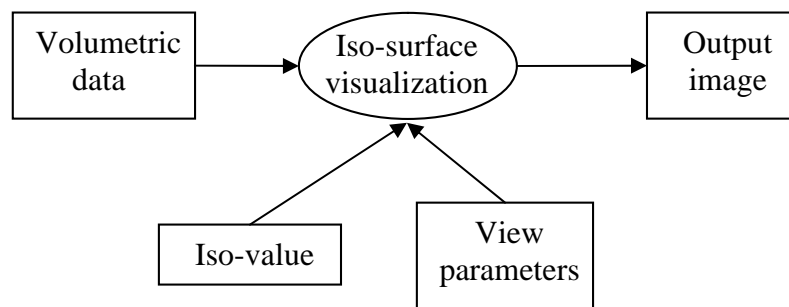 Volumetric
data
Iso-surface
visualization
Output
image
Iso-value
View
parameters